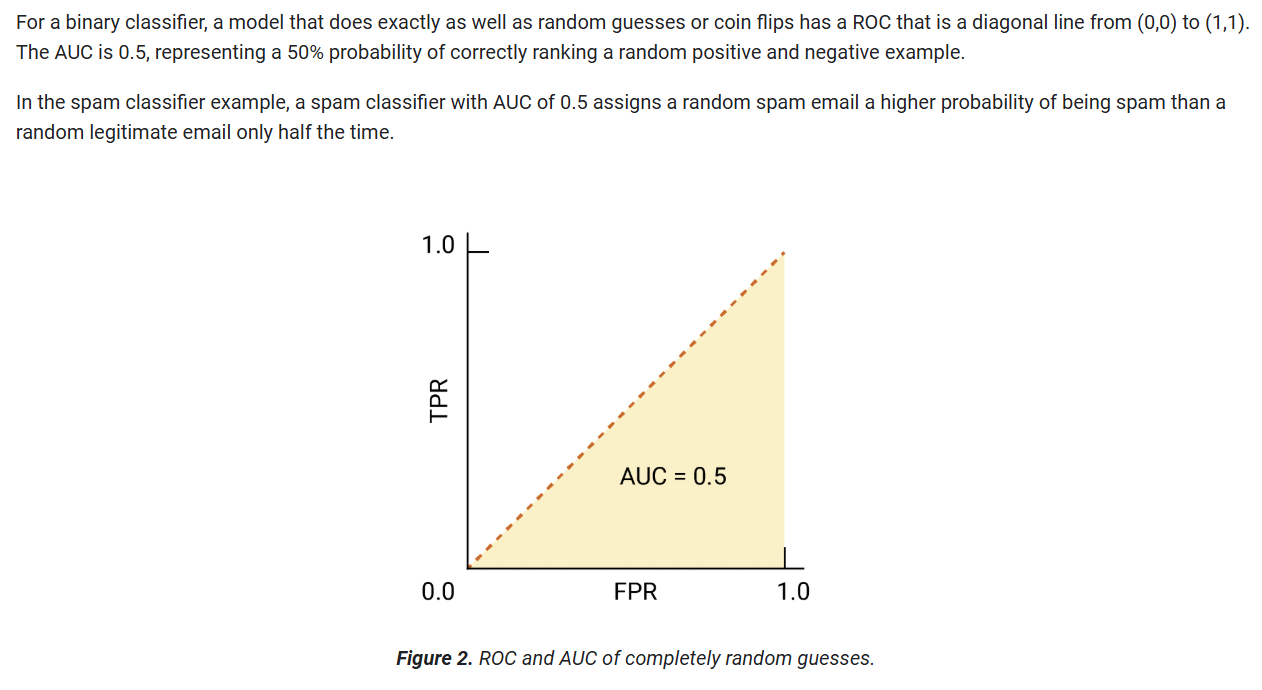 For a binary classifier, a model that does exactly as well as random guesses or coin flips has a ROC that is a diagonal line from (0,0) to (1,1).
The AUC is 0.5, representing a 50% probability of correctly ranking a random positive and negative example.
In the spam classifier example, a spam classifier with AUC of 0.5 assigns a random spam email a higher probability of being spam than a
random legitimate email only half the time.
1.0
TPR
AUC = 0.5
0.0
FPR
1.0
Figure 2. ROC and AUC of completely random guesses.